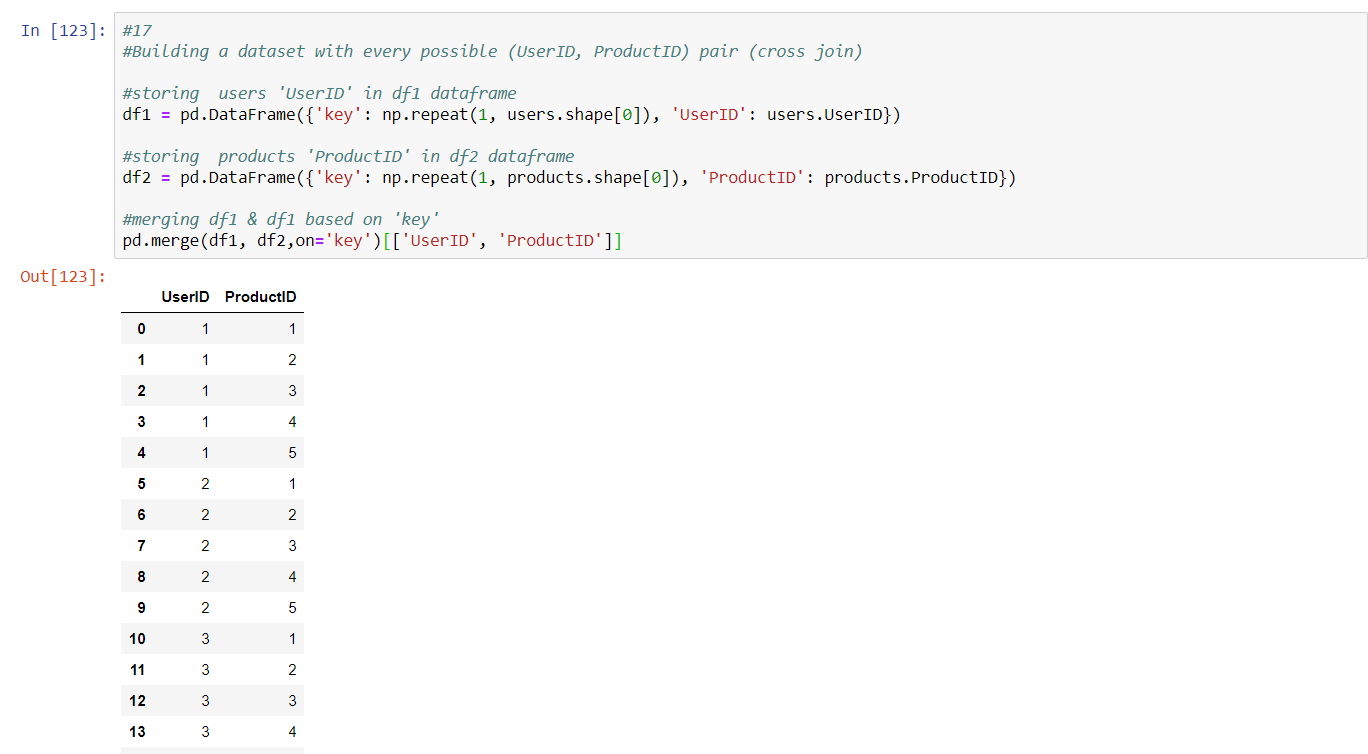 In [123]: #17
#Building a dataset with every possible (UserID, ProductID) pair (cross join)
#storing  users 'UserID' in df1 dataframe
df1 = pd.DataFrame({'key': np.repeat(1, users.shape[0]), 'UserID': users.UserID})
#storing  products 'ProductID' in df2 dataframe
df2 = pd.DataFrame({'key': np.repeat(1, products.shape[0]), 'ProductID': products.ProductID})
#merging df1 & df1 based on 'key'
pd.merge(df1, df2,on='key')[['UserID', 'ProductID']]
Out[123]:
UserID ProductID
0 1 1
1 1 2
2 1 3
3 1 4
4 1 5
5 2 1
6 2 2
7 2 3
8 2 4
9 2 5
10 3 1
11 3 2
12 3 3
13 3 4